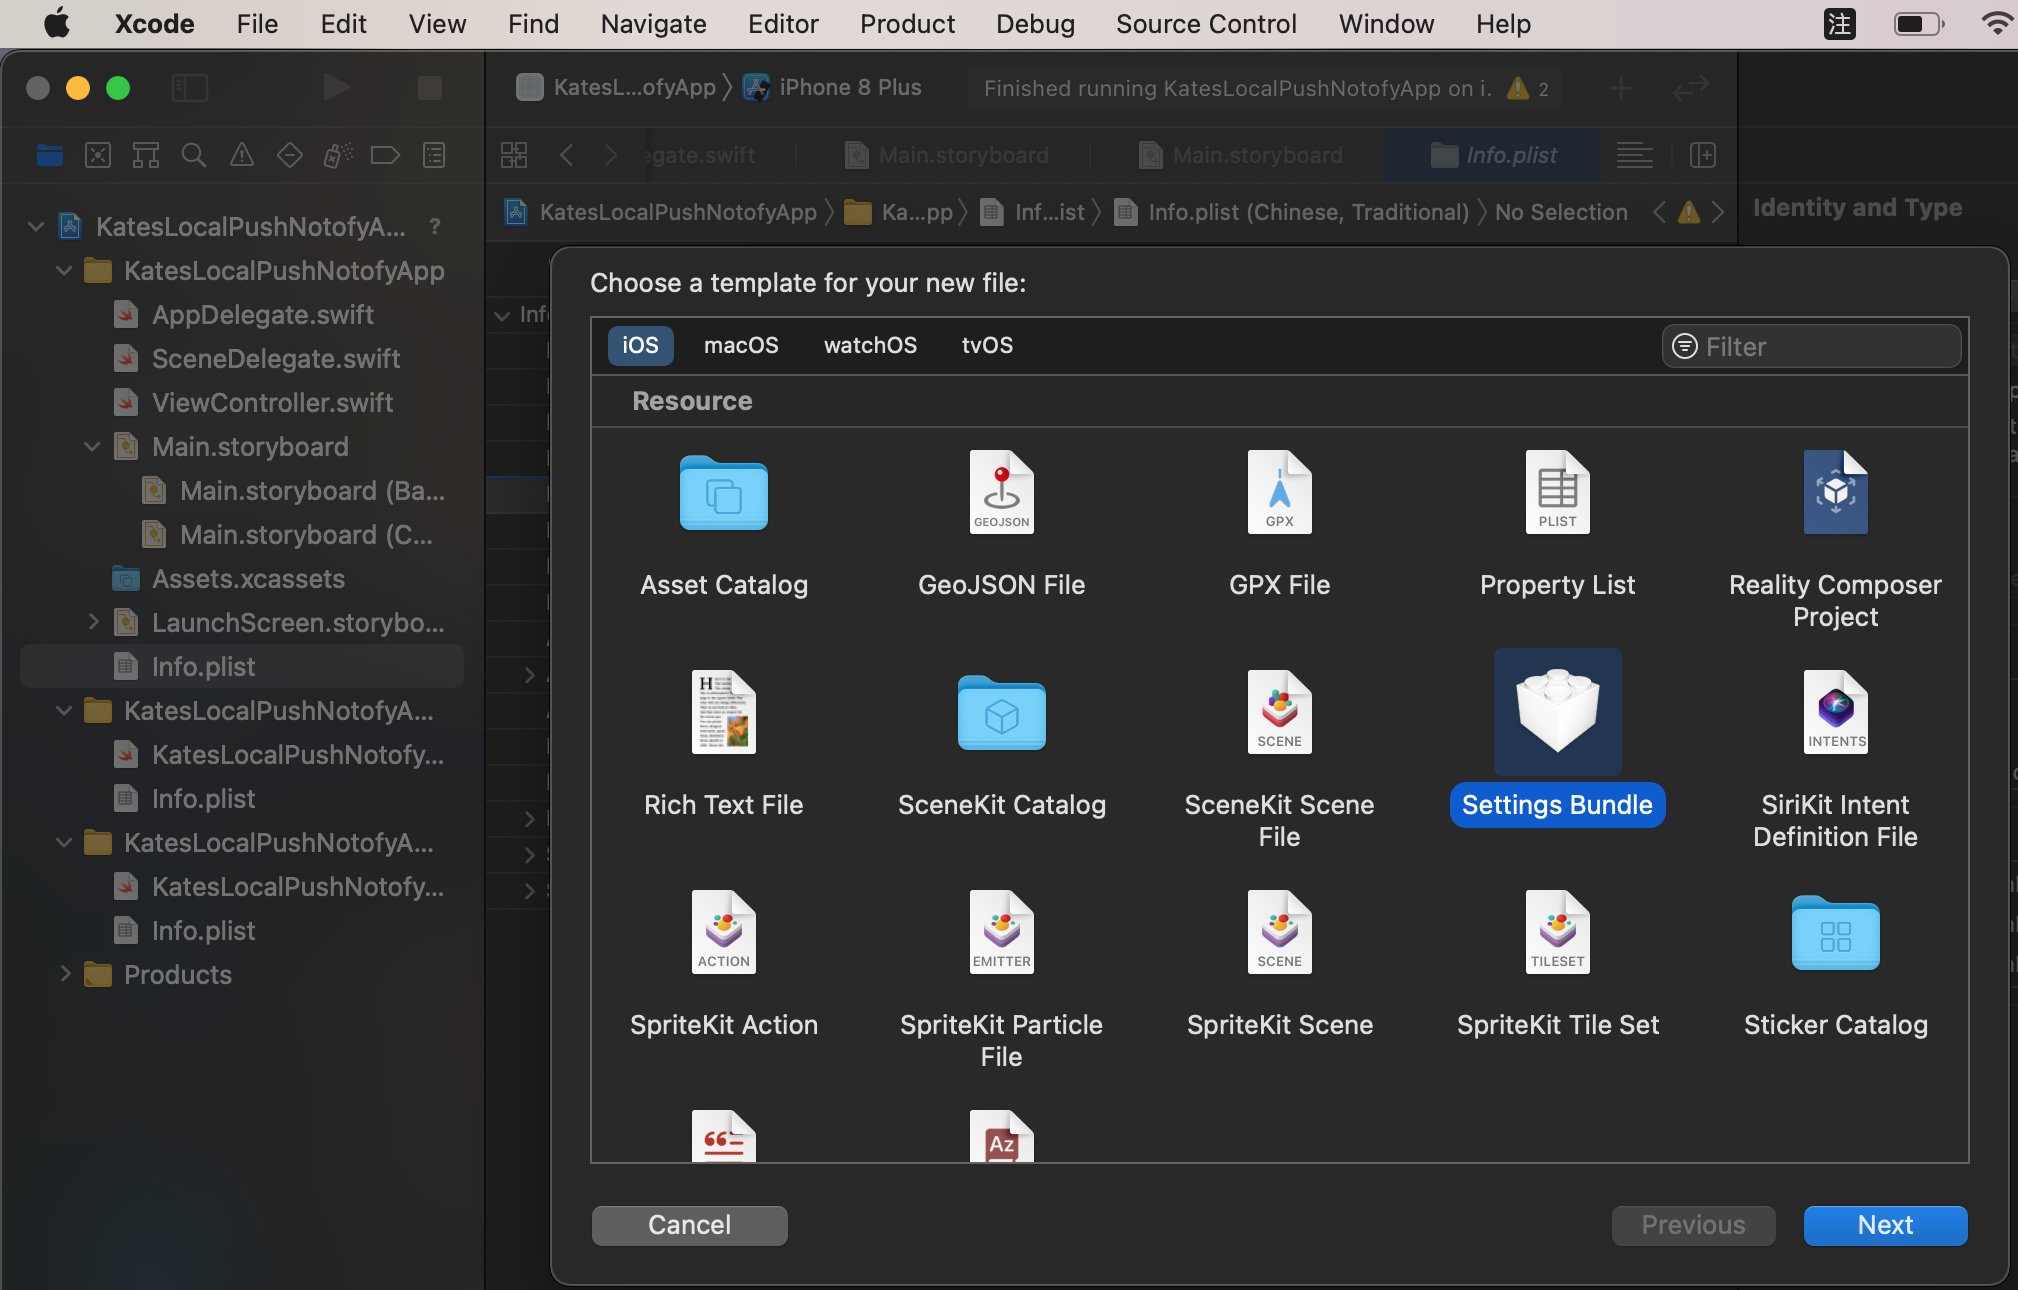 Xcode File Edit View Find Navigate Editor Product Debug Source Control Window Help 注
KatesL...ofyApp iPhone 8 Plus
Finished running KatesLocalPushNotofyApp on i. 2
egate.swift Main.storyboard Main.storyboard Info.plist
KatesLocalPushNotofyApp Ka...pp Inf...ist Info.plist (Chinese, Traditional) No Selection
Identity and Type
KatesLocalPushNotofyA... ?
KatesLocalPushNotofyApp
AppDelegate.swift
SceneDelegate.swift
ViewController.swift
Main.storyboard
Main.storyboard (Ba...
Main.storyboard (C...
Assets.xcassets
LaunchScreen.storybo...
Info.plist
KatesLocalPushNotofyA...
KatesLocalPushNotofy...
Info.plist
KatesLocalPushNotofyA...
KatesLocalPushNotofy...
Info.plist
Products
Choose a template for your new file:
iOS macOS watchOS tvOS
Filter
Resource
GEOJSON GPX PLIST
Asset Catalog
GeoJSON File
GPX File
Property List
Reality Composer
Project
SCENE INTENTS
Rich Text File
SceneKit Catalog
SceneKit Scene
File
Settings Bundle
SiriKit Intent
Definition File
ACTION EMITTER SCENE TILESET
SpriteKit Action
SpriteKit Particle
File
SpriteKit Scene
SpriteKit Tile Set
Sticker Catalog
Az
Cancel
Previous
Next